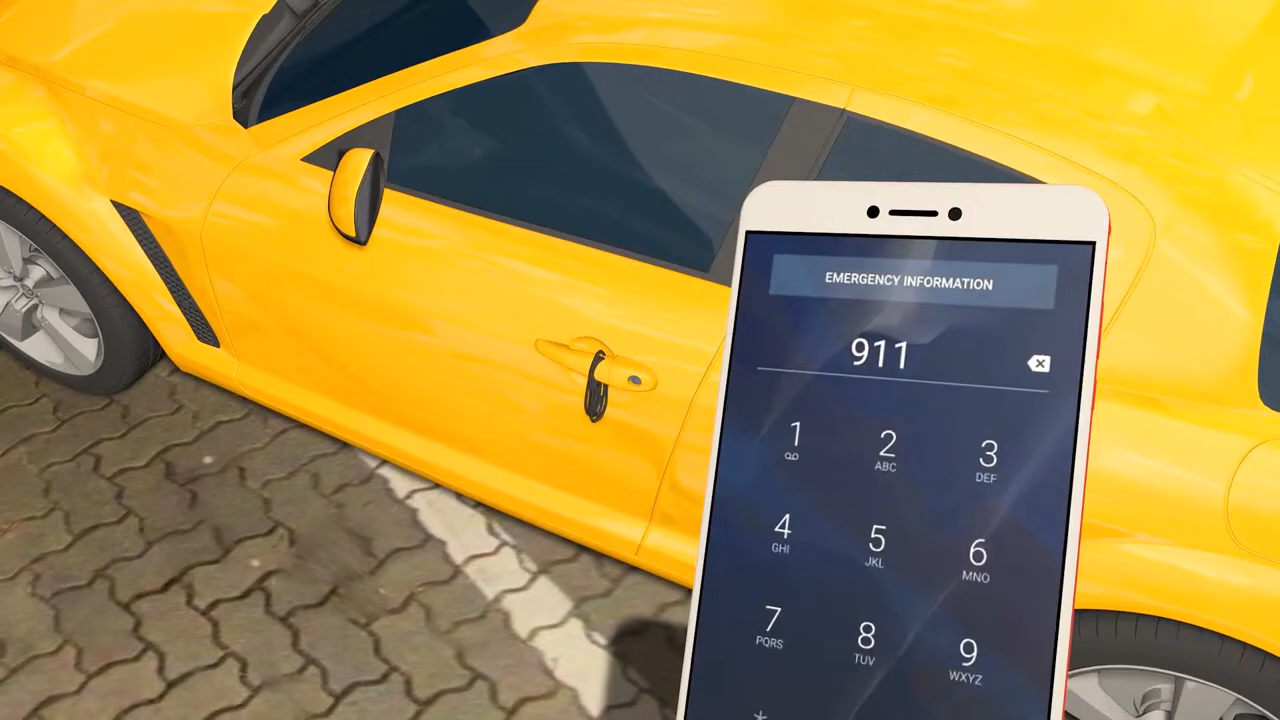 EMERGENCY INFORMATION
911
1
2
ABC
3
DEF
4
GHI
5
JKL
6
MNO
7
PQRS
8
TUV
9
WXYZ
*